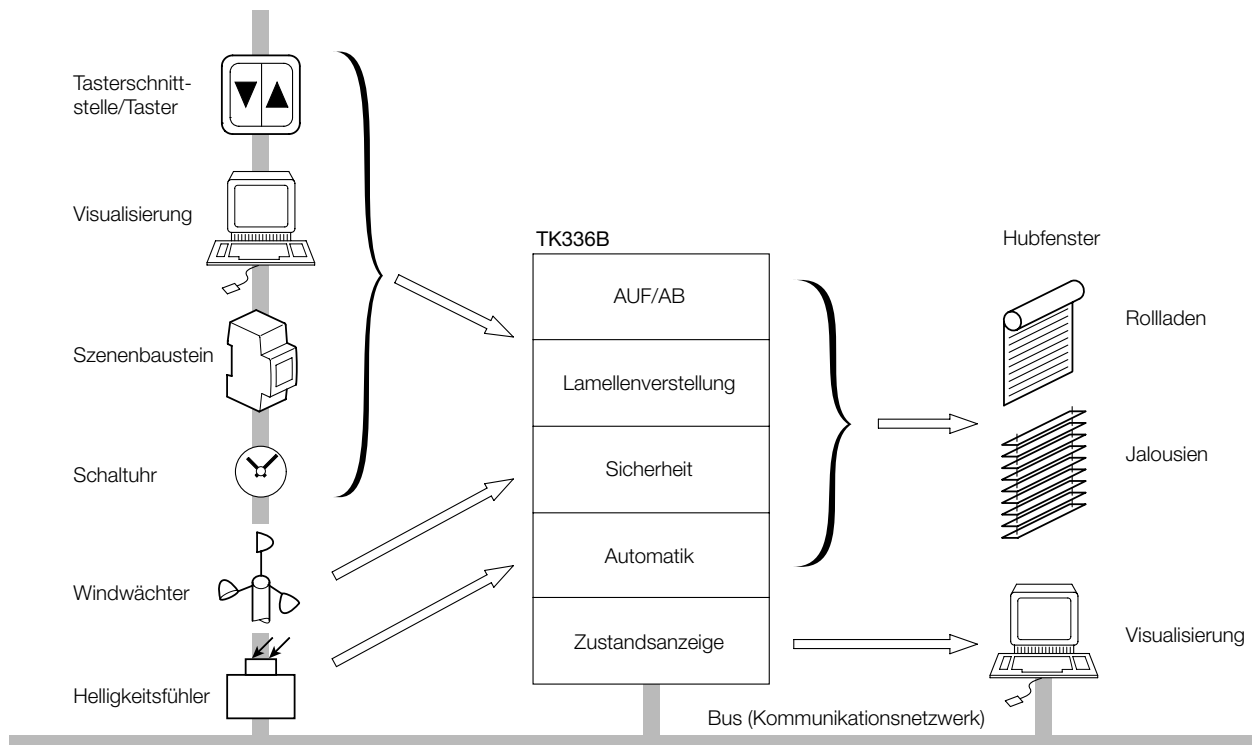 Tasterschnitt-
stelle/Taster
Visualisierung
Szenenbaustein
Schaltuhr
Windwächter
Helligkeitsfühler
TK336B
AUF/AB
Lamellenverstellung
Sicherheit
Automatik
Zustandsanzeige
Hubfenster
Rollladen
Jalousien
Visualisierung
Bus (Kommunikationsnetzwerk)